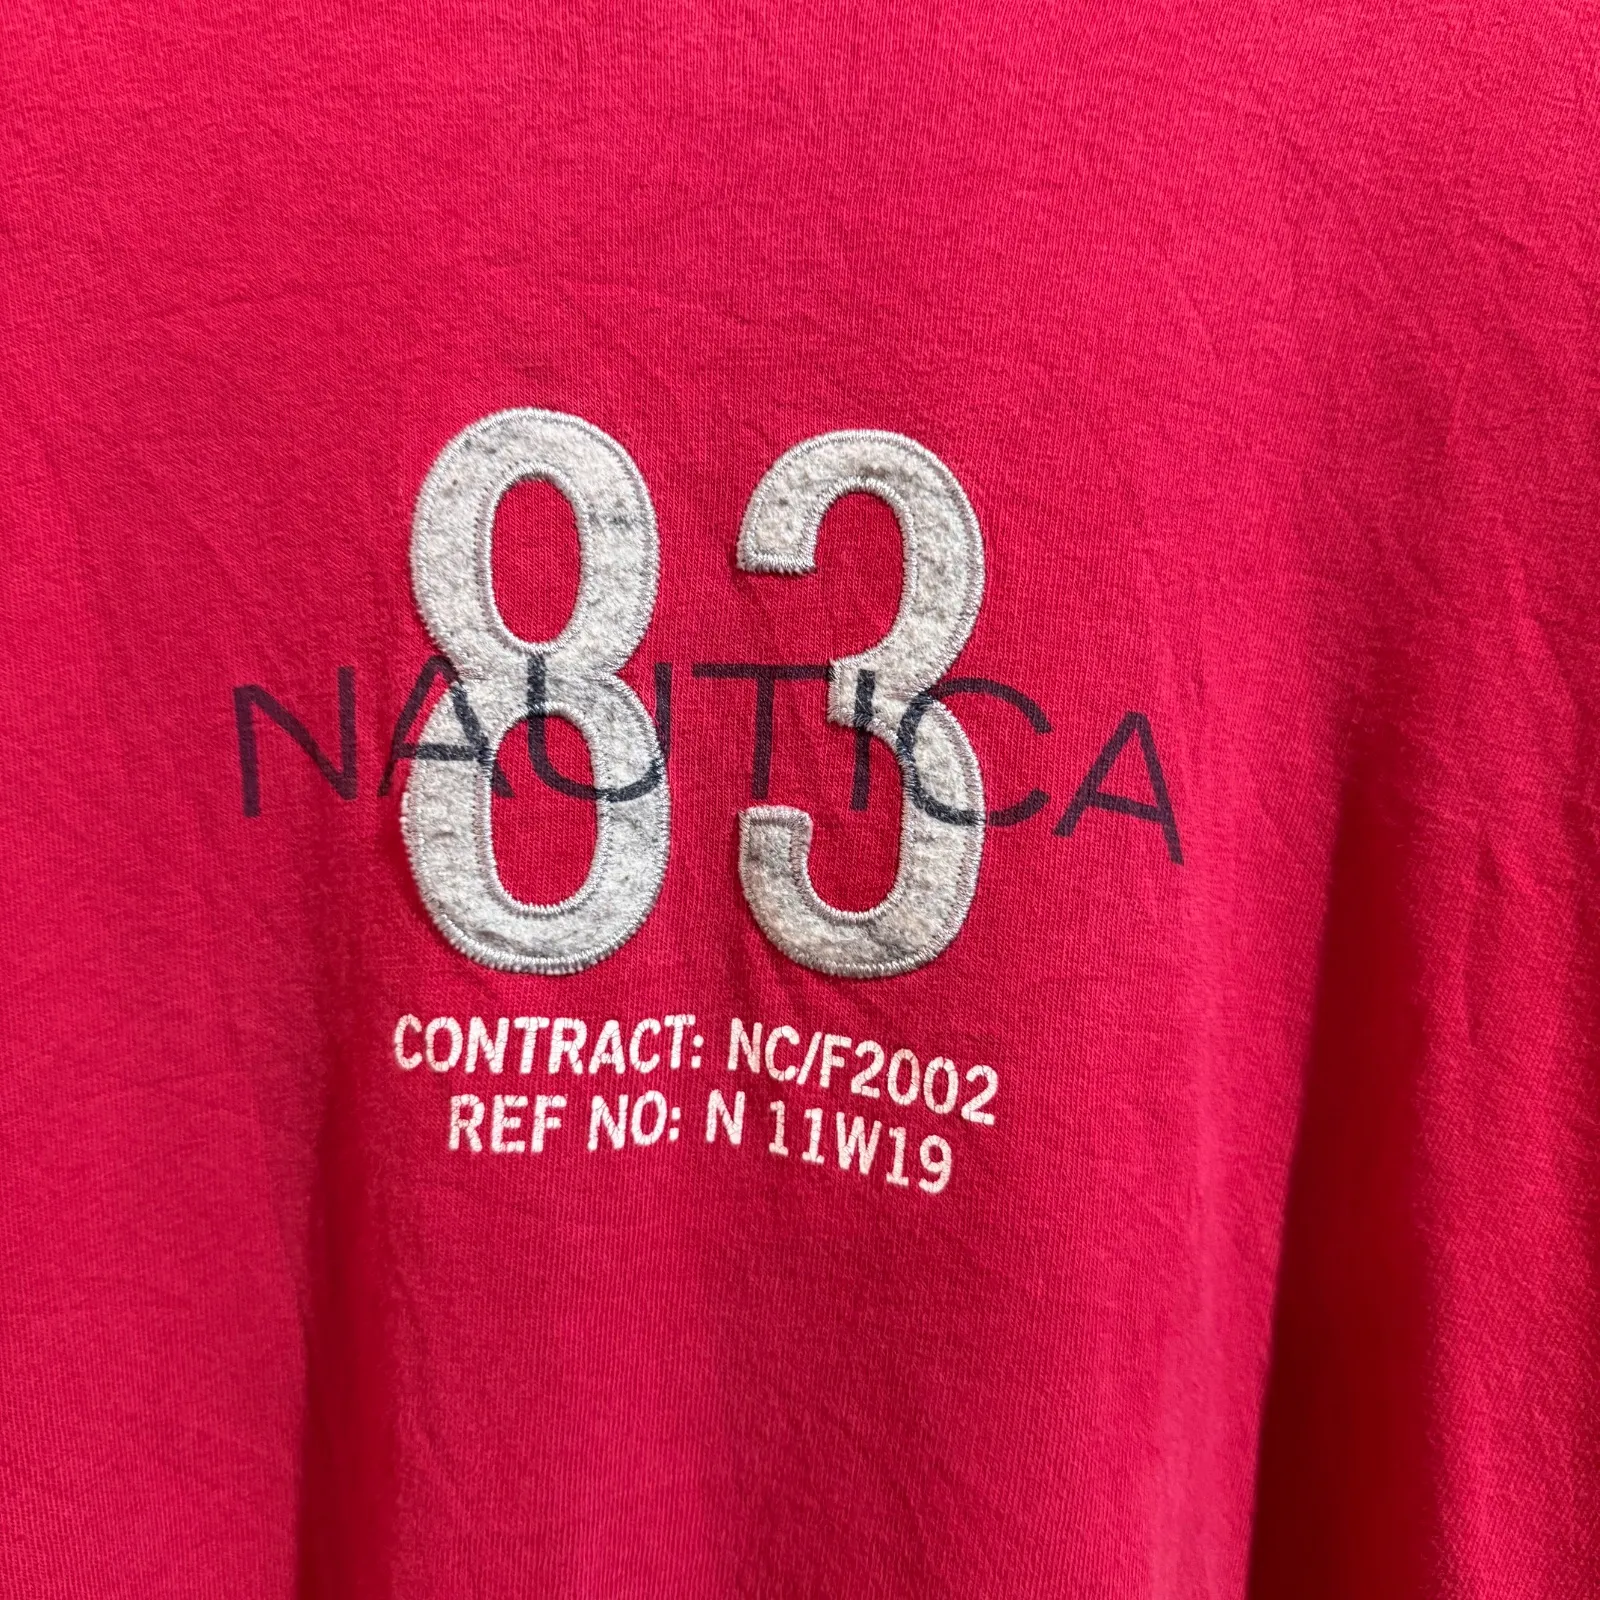 83
NAUTICA
CONTRACT: NC/F2002
REF NO: N 11W19